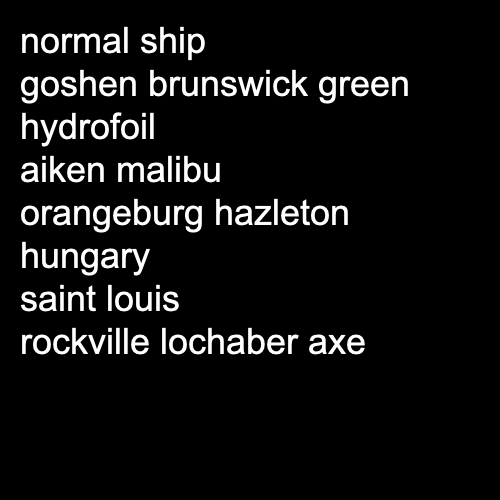 normal ship
goshen brunswick green
hydrofoil
aiken malibu
orangeburg hazleton
hungary
saint louis
rockville lochaber axe